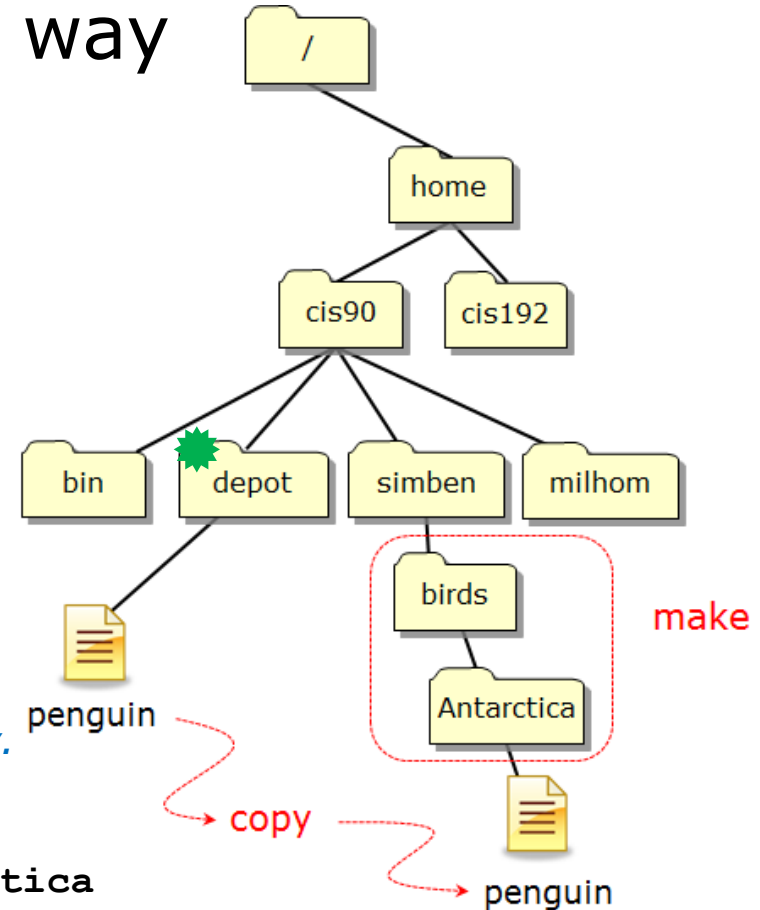 way
/
home
cis90
cis192
bin
depot
simben
milhom
birds
make
Antarctica
penguin
.
copy
tica
penguin